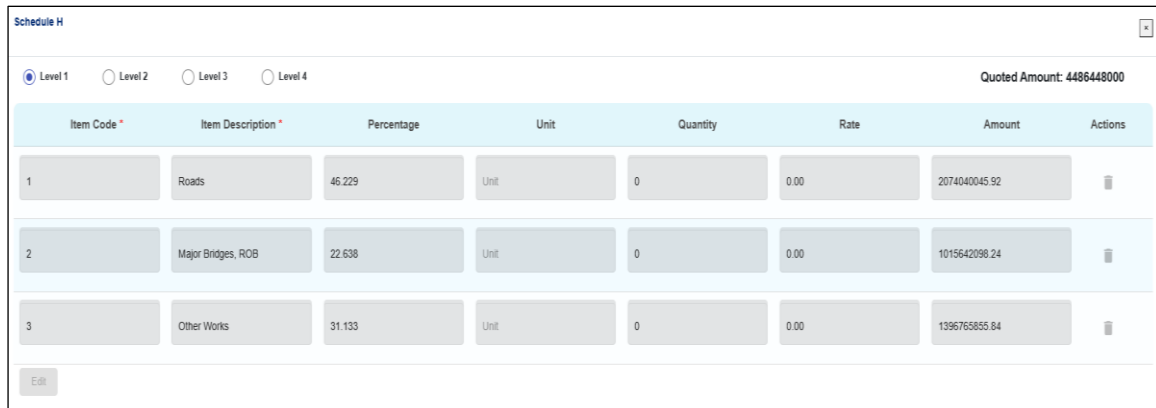 Schedule H
x
Level 1 Level 2 Level 3 Level 4 Quoted Amount: 4486448000
Item Code * Item Description * Percentage Unit Quantity Rate Amount Actions
1 Roads 46.229 Unit 0 0.00 2074040045.92
2 Major Bridges, ROB 22.638 Unit 0 0.00 1015642098.24
3 Other Works 31.133 Unit 0 0.00 1396765855.84
Edit